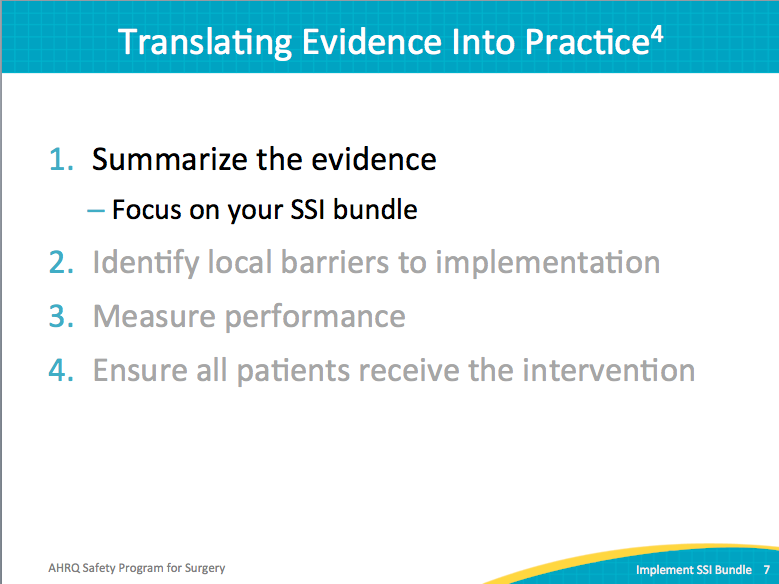 Translating Evidence Into Practice⁴
1. Summarize the evidence
– Focus on your SSI bundle
2. Identify local barriers to implementation
3. Measure performance
4. Ensure all patients receive the intervention
AHRQ Safety Program for Surgery
Implement SSI Bundle 7